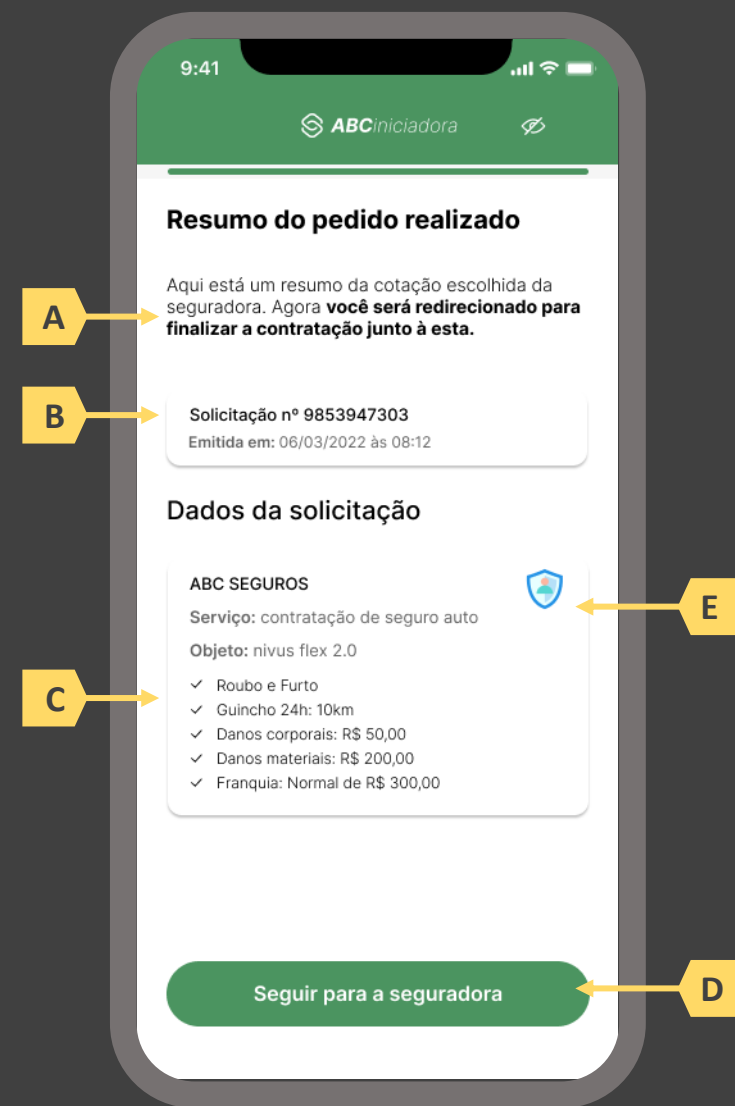 9:41
ABCiniciadora
Resumo do pedido realizado
Aqui está um resumo da cotação escolhida da
seguradora. Agora você será redirecionado para
finalizar a contratação junto à esta.
A
B
Solicitação nº 9853947303
Emitida em: 06/03/2022 às 08:12
Dados da solicitação
ABC SEGUROS
E
Serviço: contratação de seguro auto
Objeto: nivus flex 2.0
C
Roubo e Furto
Guincho 24h: 10km
Danos corporais: R$ 50,00
Danos materiais: R$ 200,00
Franquia: Normal de R$ 300,00
Seguir para a seguradora
D